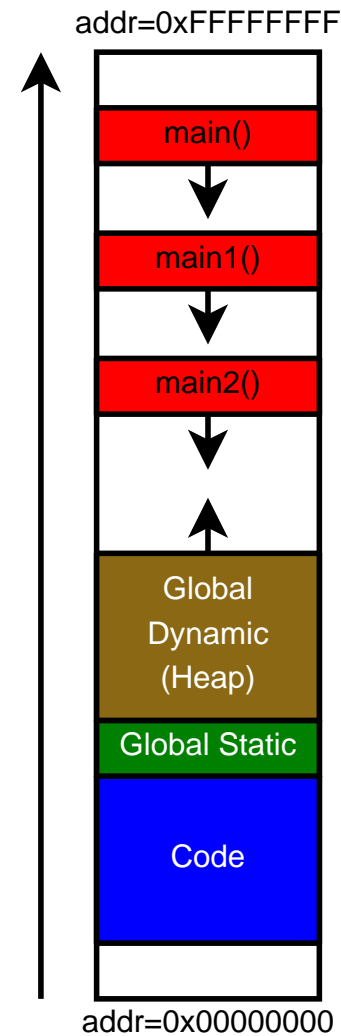 addr=0xFFFFFFFF
main()
main1()
main2()
Global
Dynamic
(Heap)
Global Static
Code
addr=0x00000000